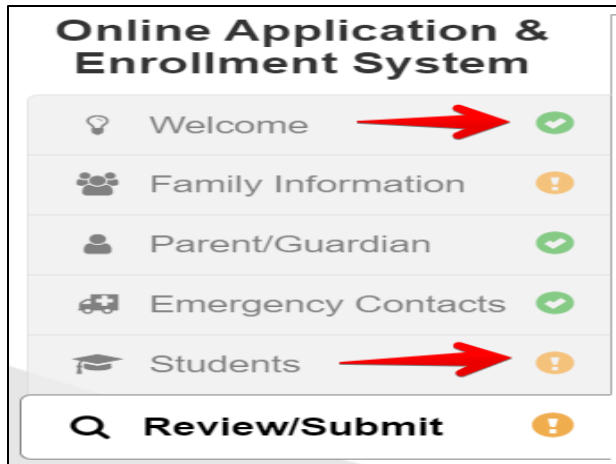 Online Application &
Enrollment System
Welcome
Family Information
Parent/Guardian
Emergency Contacts
Students
Review/Submit